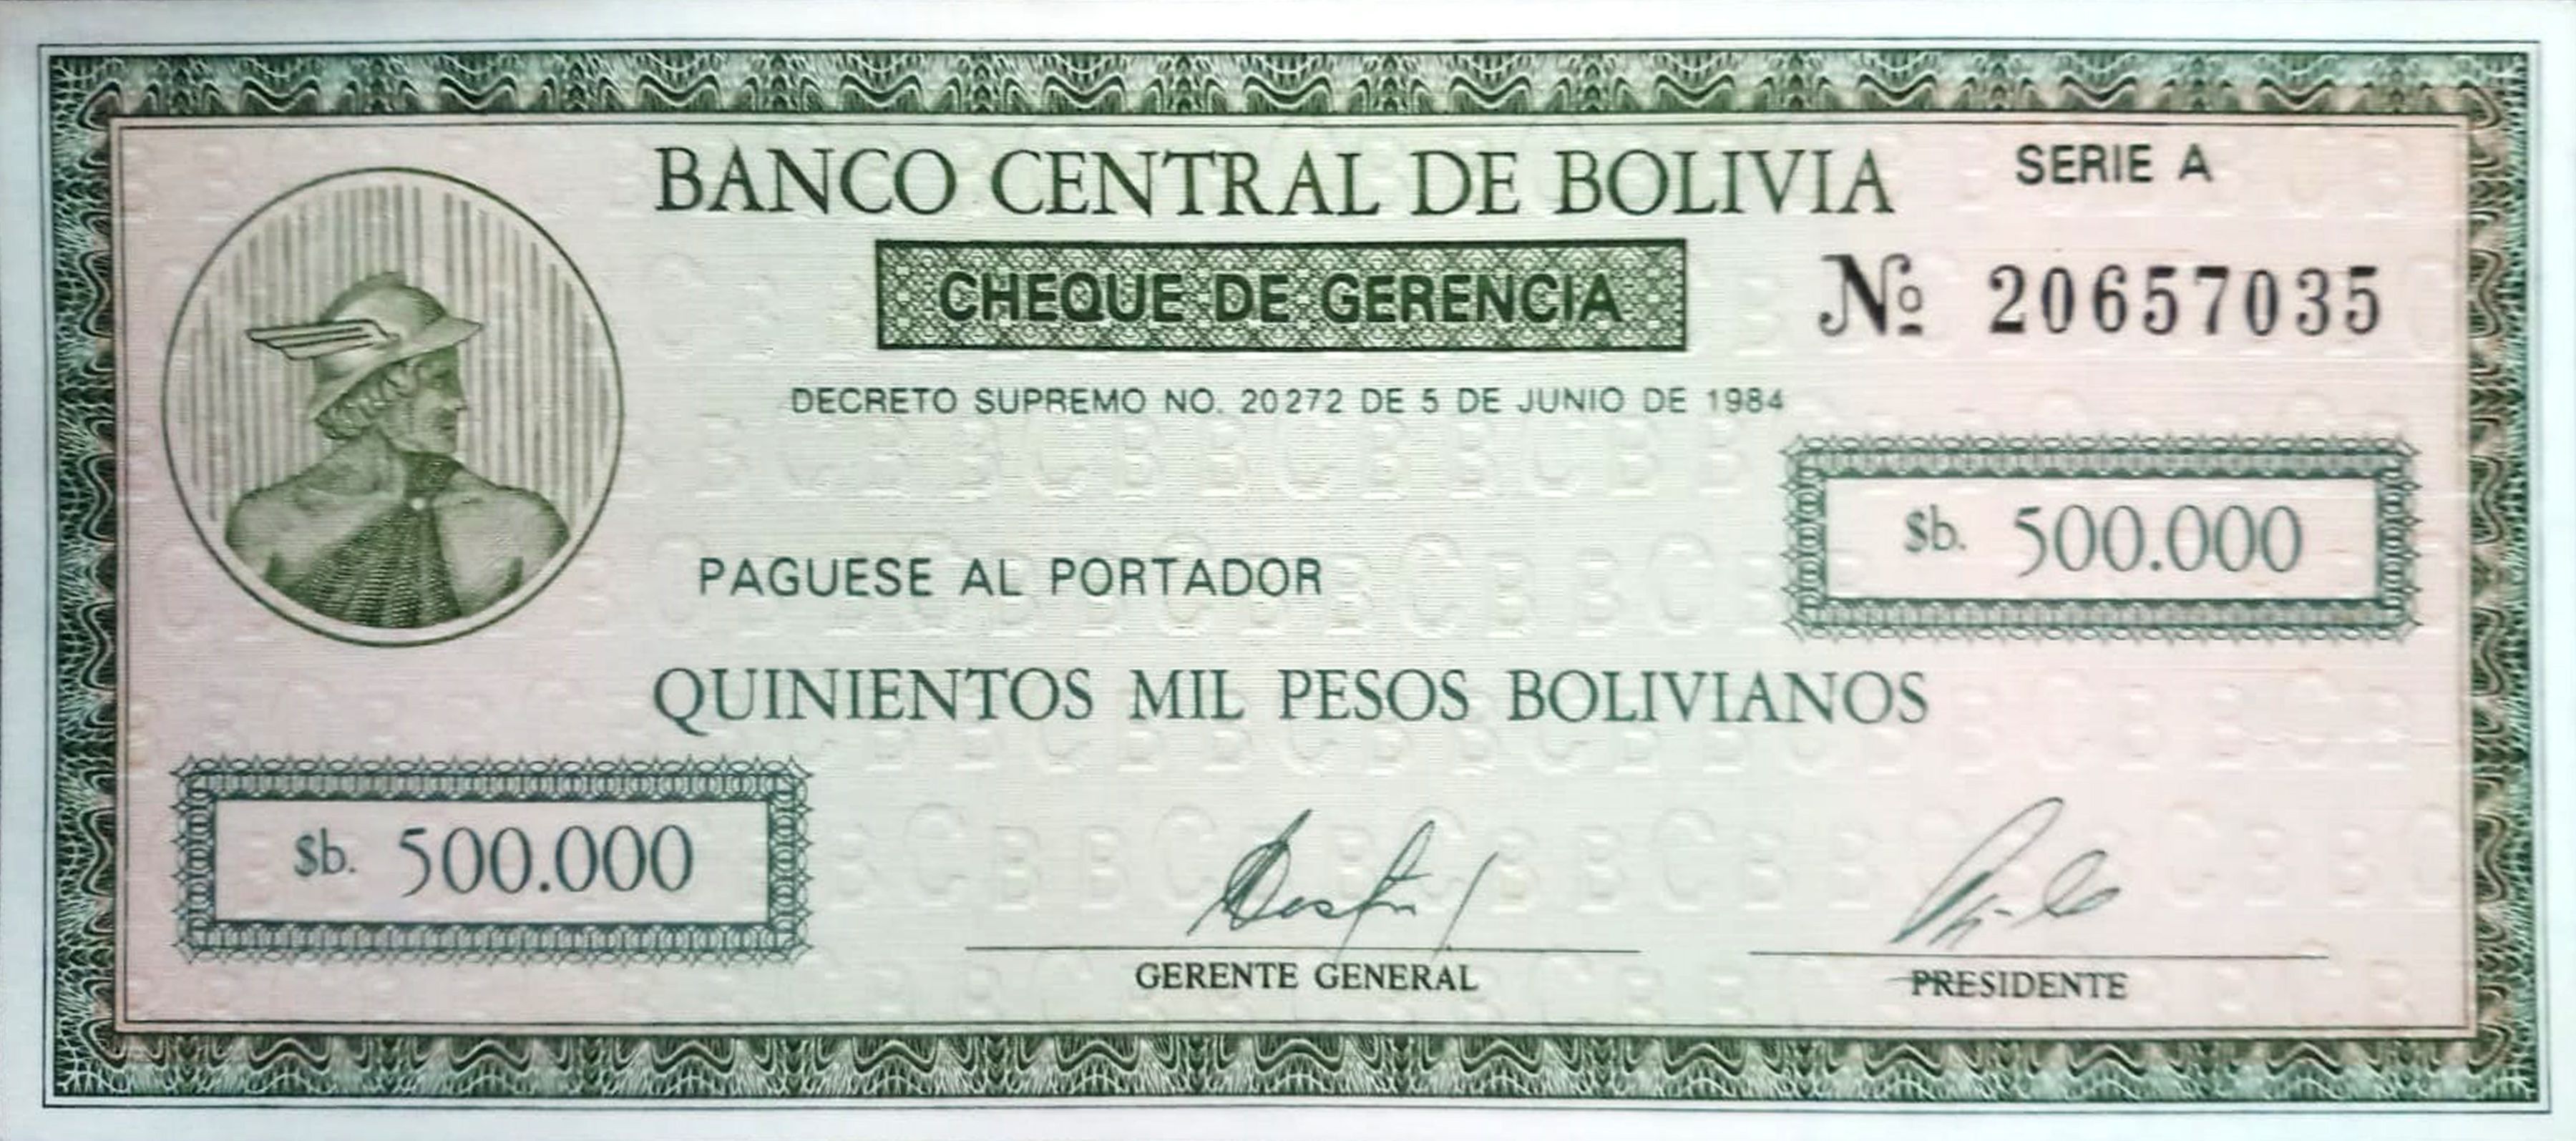 BANCO CENTRAL DE BOLIVIA
SERIE A
CHEQUE DE GERENCIA
Nº 20657035
DECRETO SUPREMO NO. 20272 DE 5 DE JUNIO DE 1984
$b. 500.000
PAGUESE AL PORTADOR
QUINIENTOS MIL PESOS BOLIVIANOS
$b. 500.000
GERENTE GENERAL
PRESIDENTE